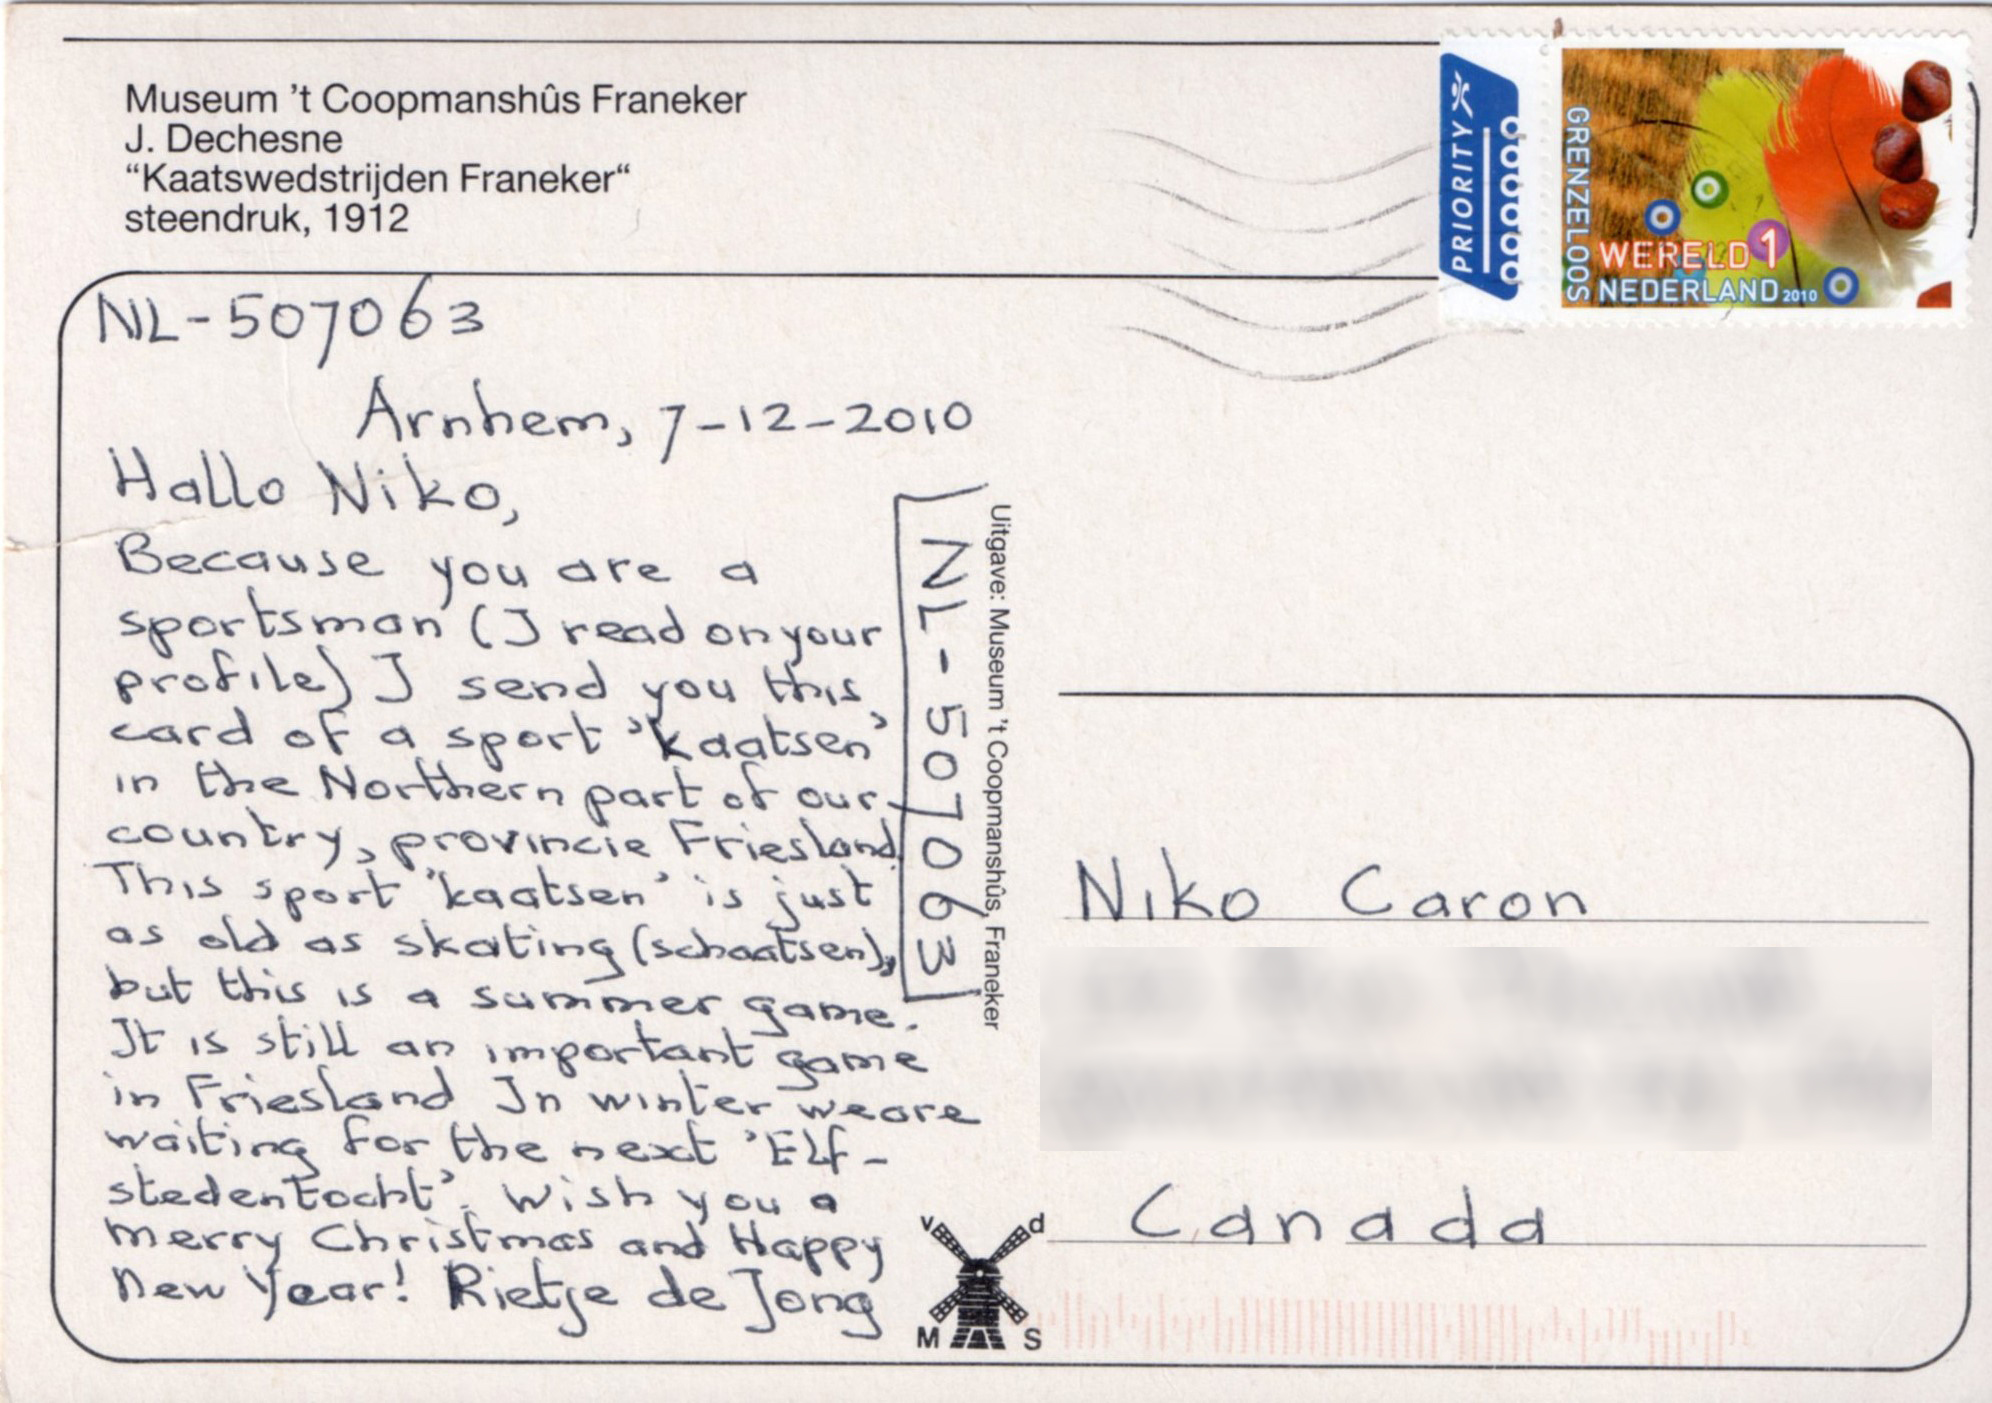 Museum ’t Coopmanshûs Franeker
J. Dechesne
“Kaatswedstrijden Franeker“
steendruk, 1912
PRIORITY
GRENZELOOS
WERELD 1
NEDERLAND 2010
NL-507063
Arnhem, 7-12-2010
Hallo Niko,
Because you are a
sportsman (I read on your
profile) I send you this
card of a sport 'kaatsen'
in the Northern part of our
country, provincie Friesland.
This sport 'kaatsen' is just
as old as skating (schaatsen),
but this is a summer game.
It is still an important game
in Friesland In winter we are
waiting for the next 'Elf-
stedentocht'. Wish you a
merry Christmas and Happy
New Year! Rietje de Jong
NL-507063
Uitgave: Museum ’t Coopmanshûs, Franeker
v d
M S
Niko Caron
Canada